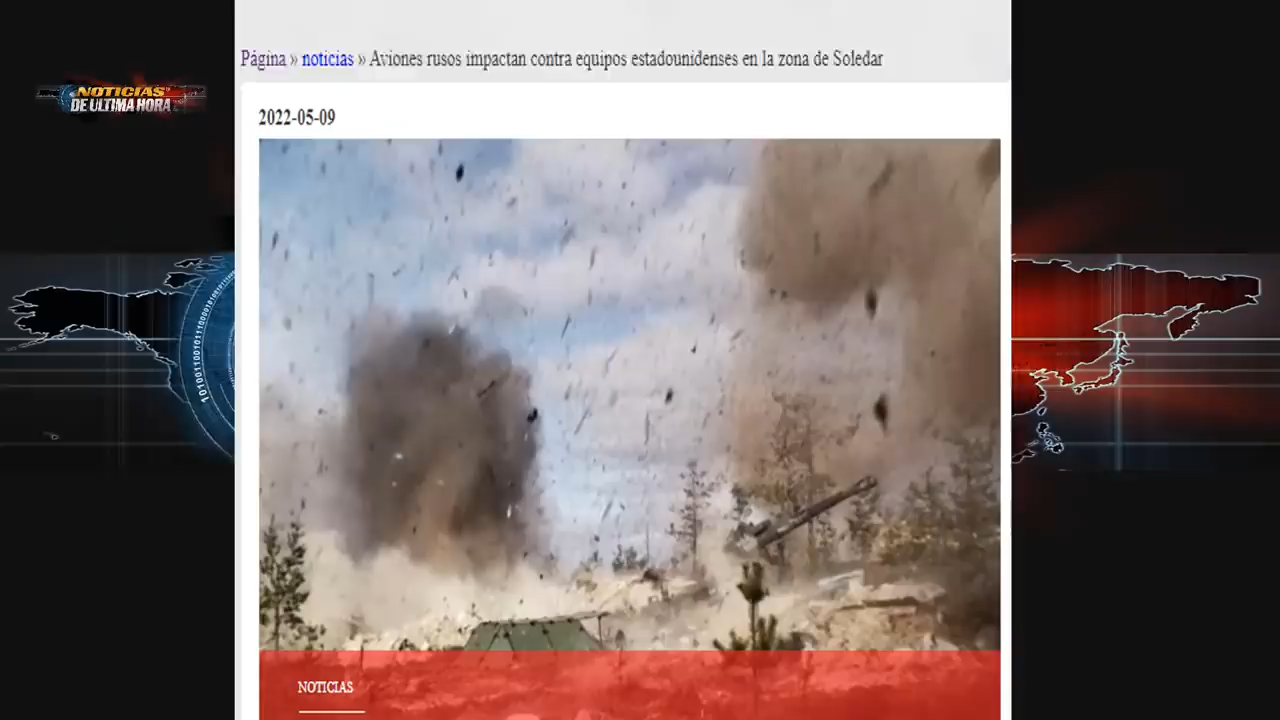 Página » noticias » Aviones rusos impactan contra equipos estadounidenses en la zona de Soledar
NOTICIAS
DE ULTIMA HORA
2022-05-09
NOTICIAS